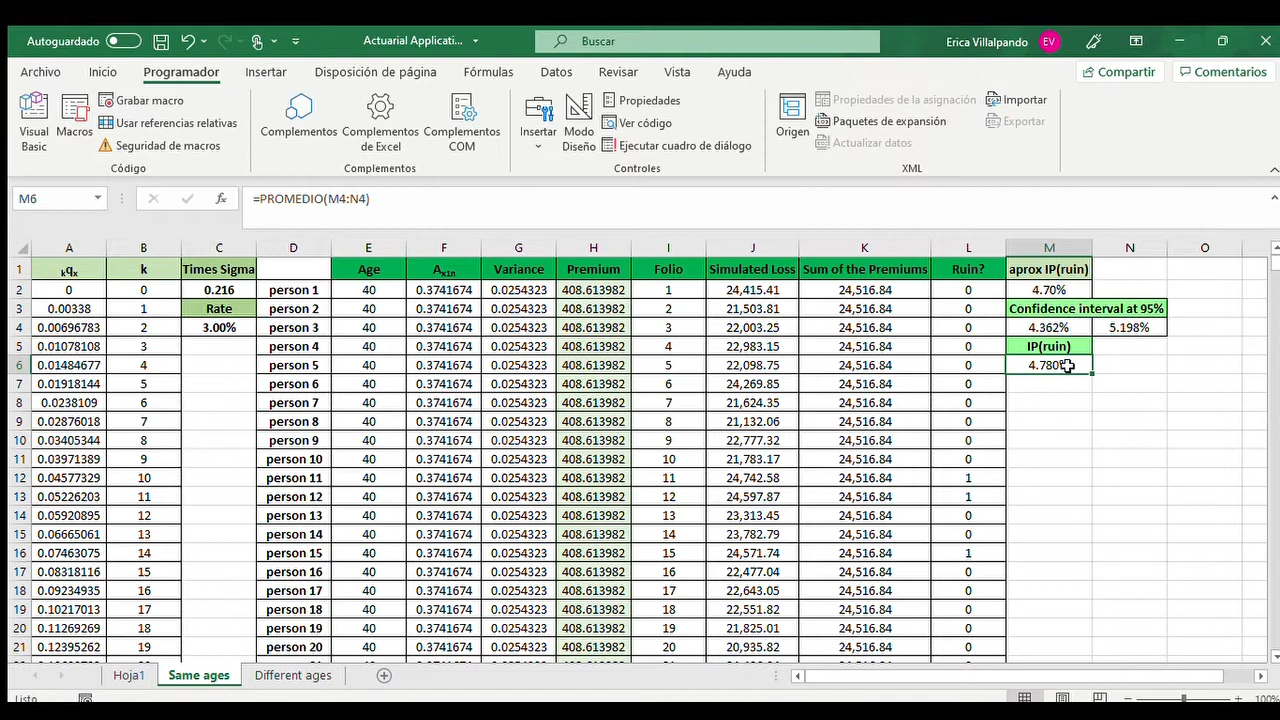 Autoguardado
Actuarial Applicati...
Buscar
Erica Villalpando
EV
Archivo Inicio Programador Insertar Disposición de página Fórmulas Datos Revisar Vista Ayuda
Compartir Comentarios
Visual Basic
Macros
Grabar macro
Usar referencias relativas
Seguridad de macros
Código
Complementos
Complementos de Excel
Complementos COM
Complementos
Insertar
Modo Diseño
Propiedades
Ver código
Ejecutar cuadro de diálogo
Controles
Origen
Propiedades de la asignación
Paquetes de expansión
Actualizar datos
Importar
Exportar
XML
M6
fx
=PROMEDIO(M4:N4)
A B C D E F G H I J K L M N O
1 kqx k Times Sigma Age Ax1n Variance Premium Folio Simulated Loss Sum of the Premiums Ruin? aprox IP(ruin)
2 0 0 0.216 person 1 40 0.3741674 0.0254323 408.613982 1 24,415.41 24,516.84 0 4.70%
3 0.00338 1 Rate person 2 40 0.3741674 0.0254323 408.613982 2 21,503.81 24,516.84 0 Confidence interval at 95%
4 0.00696783 2 3.00% person 3 40 0.3741674 0.0254323 408.613982 3 22,003.25 24,516.84 0 4.362% 5.198%
5 0.01078108 3 person 4 40 0.3741674 0.0254323 408.613982 4 22,983.15 24,516.84 0 IP(ruin)
6 0.01484677 4 person 5 40 0.3741674 0.0254323 408.613982 5 22,098.75 24,516.84 0 4.780%
7 0.01918144 5 person 6 40 0.3741674 0.0254323 408.613982 6 24,269.85 24,516.84 0
8 0.0238109 6 person 7 40 0.3741674 0.0254323 408.613982 7 21,624.35 24,516.84 0
9 0.02876018 7 person 8 40 0.3741674 0.0254323 408.613982 8 21,132.06 24,516.84 0
10 0.03405344 8 person 9 40 0.3741674 0.0254323 408.613982 9 22,777.32 24,516.84 0
11 0.03971389 9 person 10 40 0.3741674 0.0254323 408.613982 10 21,783.17 24,516.84 0
12 0.04577329 10 person 11 40 0.3741674 0.0254323 408.613982 11 24,742.58 24,516.84 1
13 0.05226203 11 person 12 40 0.3741674 0.0254323 408.613982 12 24,597.87 24,516.84 1
14 0.05920895 12 person 13 40 0.3741674 0.0254323 408.613982 13 23,313.45 24,516.84 0
15 0.06665061 13 person 14 40 0.3741674 0.0254323 408.613982 14 23,782.79 24,516.84 0
16 0.07463075 14 person 15 40 0.3741674 0.0254323 408.613982 15 24,571.74 24,516.84 1
17 0.08318116 15 person 16 40 0.3741674 0.0254323 408.613982 16 22,477.04 24,516.84 0
18 0.09234935 16 person 17 40 0.3741674 0.0254323 408.613982 17 22,643.05 24,516.84 0
19 0.10217013 17 person 18 40 0.3741674 0.0254323 408.613982 18 22,551.82 24,516.84 0
20 0.11269269 18 person 19 40 0.3741674 0.0254323 408.613982 19 21,825.01 24,516.84 0
21 0.12395262 19 person 20 40 0.3741674 0.0254323 408.613982 20 20,935.82 24,516.84 0
Hoja1 Same ages Different ages
Listo
100%